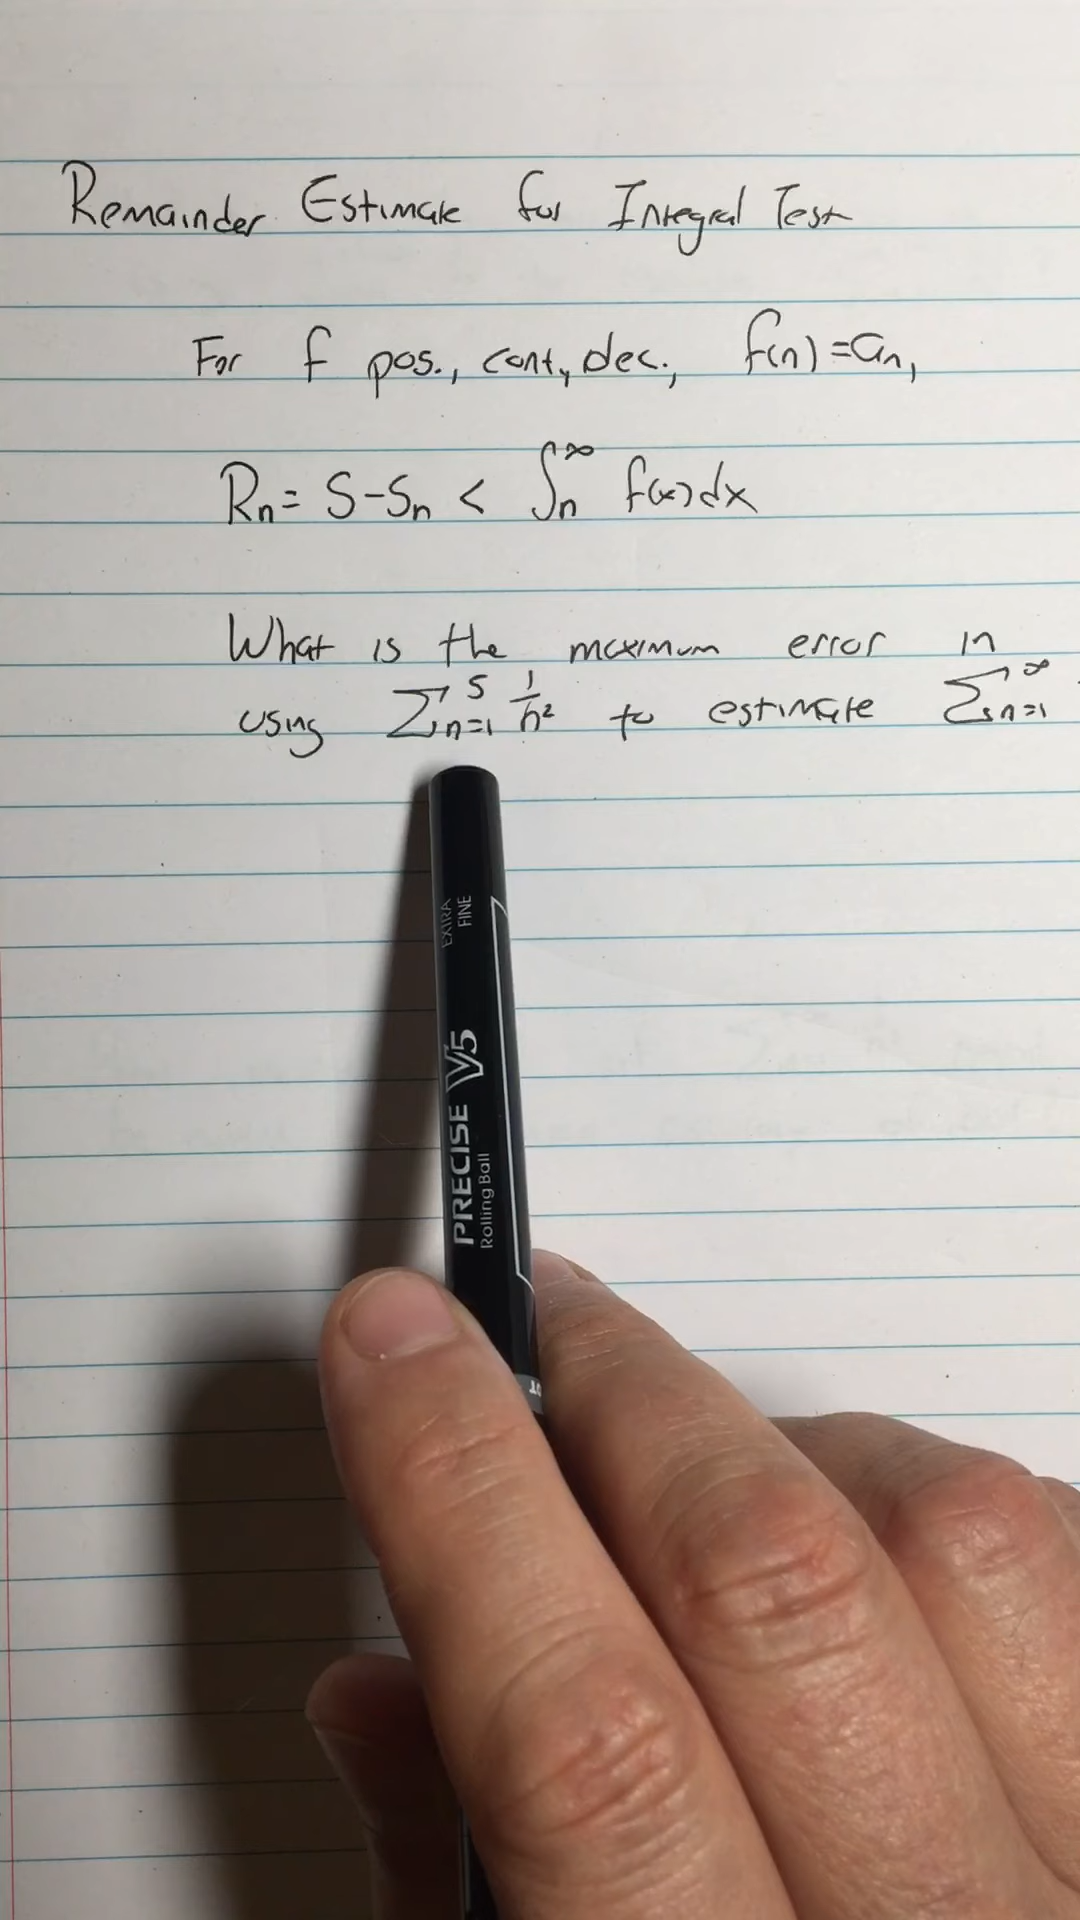 Remainder Estimate for Integral Test
For f pos., cont, dec., f(n)=aₙ,
Rₙ= S-Sₙ < ∫ₙ^∞ f(x)dx
What is the maximum error in
using Σₙ₌₁^5 1/n² to estimate Σₙ₌₁^∞
EXTRA
FINE
PRECISE V5
Rolling Ball